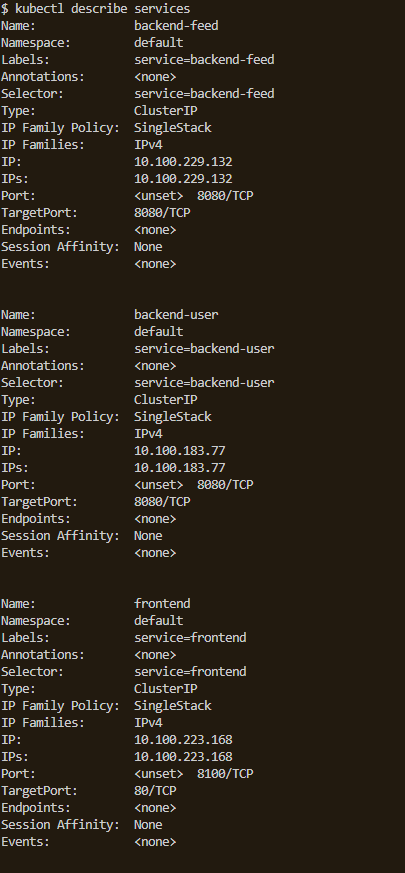 $ kubectl describe services
Name:              backend-feed
Namespace:         default
Labels:            service=backend-feed
Annotations:       <none>
Selector:          service=backend-feed
Type:              ClusterIP
IP Family Policy:  SingleStack
IP Families:       IPv4
IP:                10.100.229.132
IPs:               10.100.229.132
Port:              <unset>  8080/TCP
TargetPort:        8080/TCP
Endpoints:         <none>
Session Affinity:  None
Events:            <none>

Name:              backend-user
Namespace:         default
Labels:            service=backend-user
Annotations:       <none>
Selector:          service=backend-user
Type:              ClusterIP
IP Family Policy:  SingleStack
IP Families:       IPv4
IP:                10.100.183.77
IPs:               10.100.183.77
Port:              <unset>  8080/TCP
TargetPort:        8080/TCP
Endpoints:         <none>
Session Affinity:  None
Events:            <none>

Name:              frontend
Namespace:         default
Labels:            service=frontend
Annotations:       <none>
Selector:          service=frontend
Type:              ClusterIP
IP Family Policy:  SingleStack
IP Families:       IPv4
IP:                10.100.223.168
IPs:               10.100.223.168
Port:              <unset>  8100/TCP
TargetPort:        80/TCP
Endpoints:         <none>
Session Affinity:  None
Events:            <none>